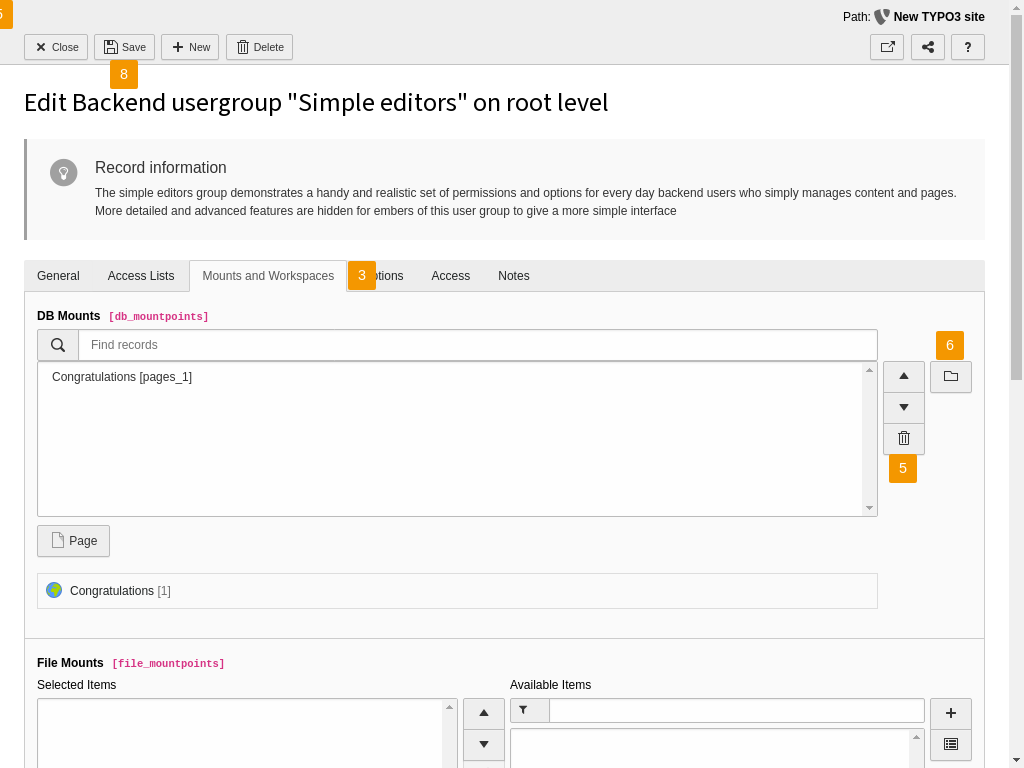 5
Path: New TYPO3 site
Close Save New Delete ?
8
Edit Backend usergroup "Simple editors" on root level
Record information
The simple editors group demonstrates a handy and realistic set of permissions and options for every day backend users who simply manages content and pages.
More detailed and advanced features are hidden for embers of this user group to give a more simple interface
General Access Lists Mounts and Workspaces 3 tions Access Notes
DB Mounts [db_mountpoints]
Find records
6
Congratulations [pages_1]
5
Page
Congratulations [1]
File Mounts [file_mountpoints]
Selected Items Available Items